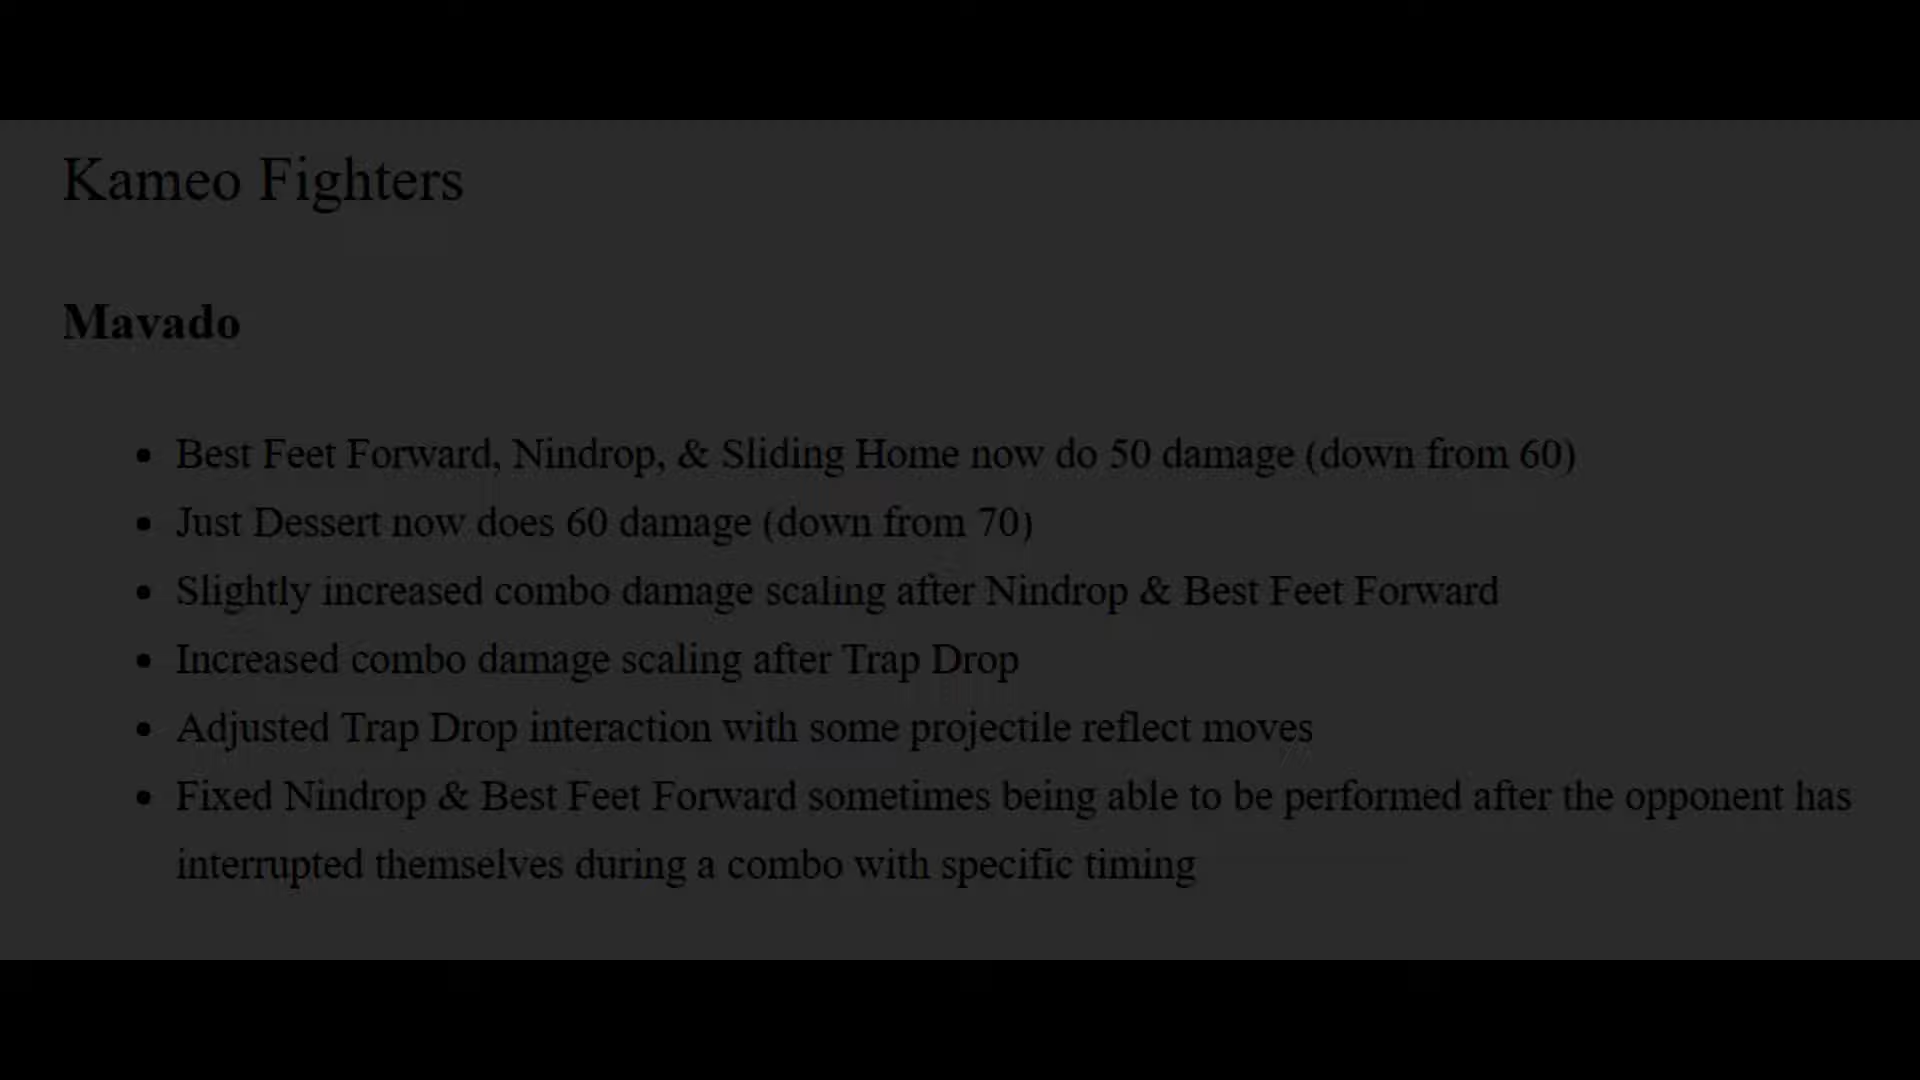 Kameo Fighters
Mavado
• Best Feet Forward, Nindrop, & Sliding Home now do 50 damage (down from 60)
• Just Dessert now does 60 damage (down from 70)
• Slightly increased combo damage scaling after Nindrop & Best Feet Forward
• Increased combo damage scaling after Trap Drop
• Adjusted Trap Drop interaction with some projectile reflect moves
• Fixed Nindrop & Best Feet Forward sometimes being able to be performed after the opponent has
interrupted themselves during a combo with specific timing